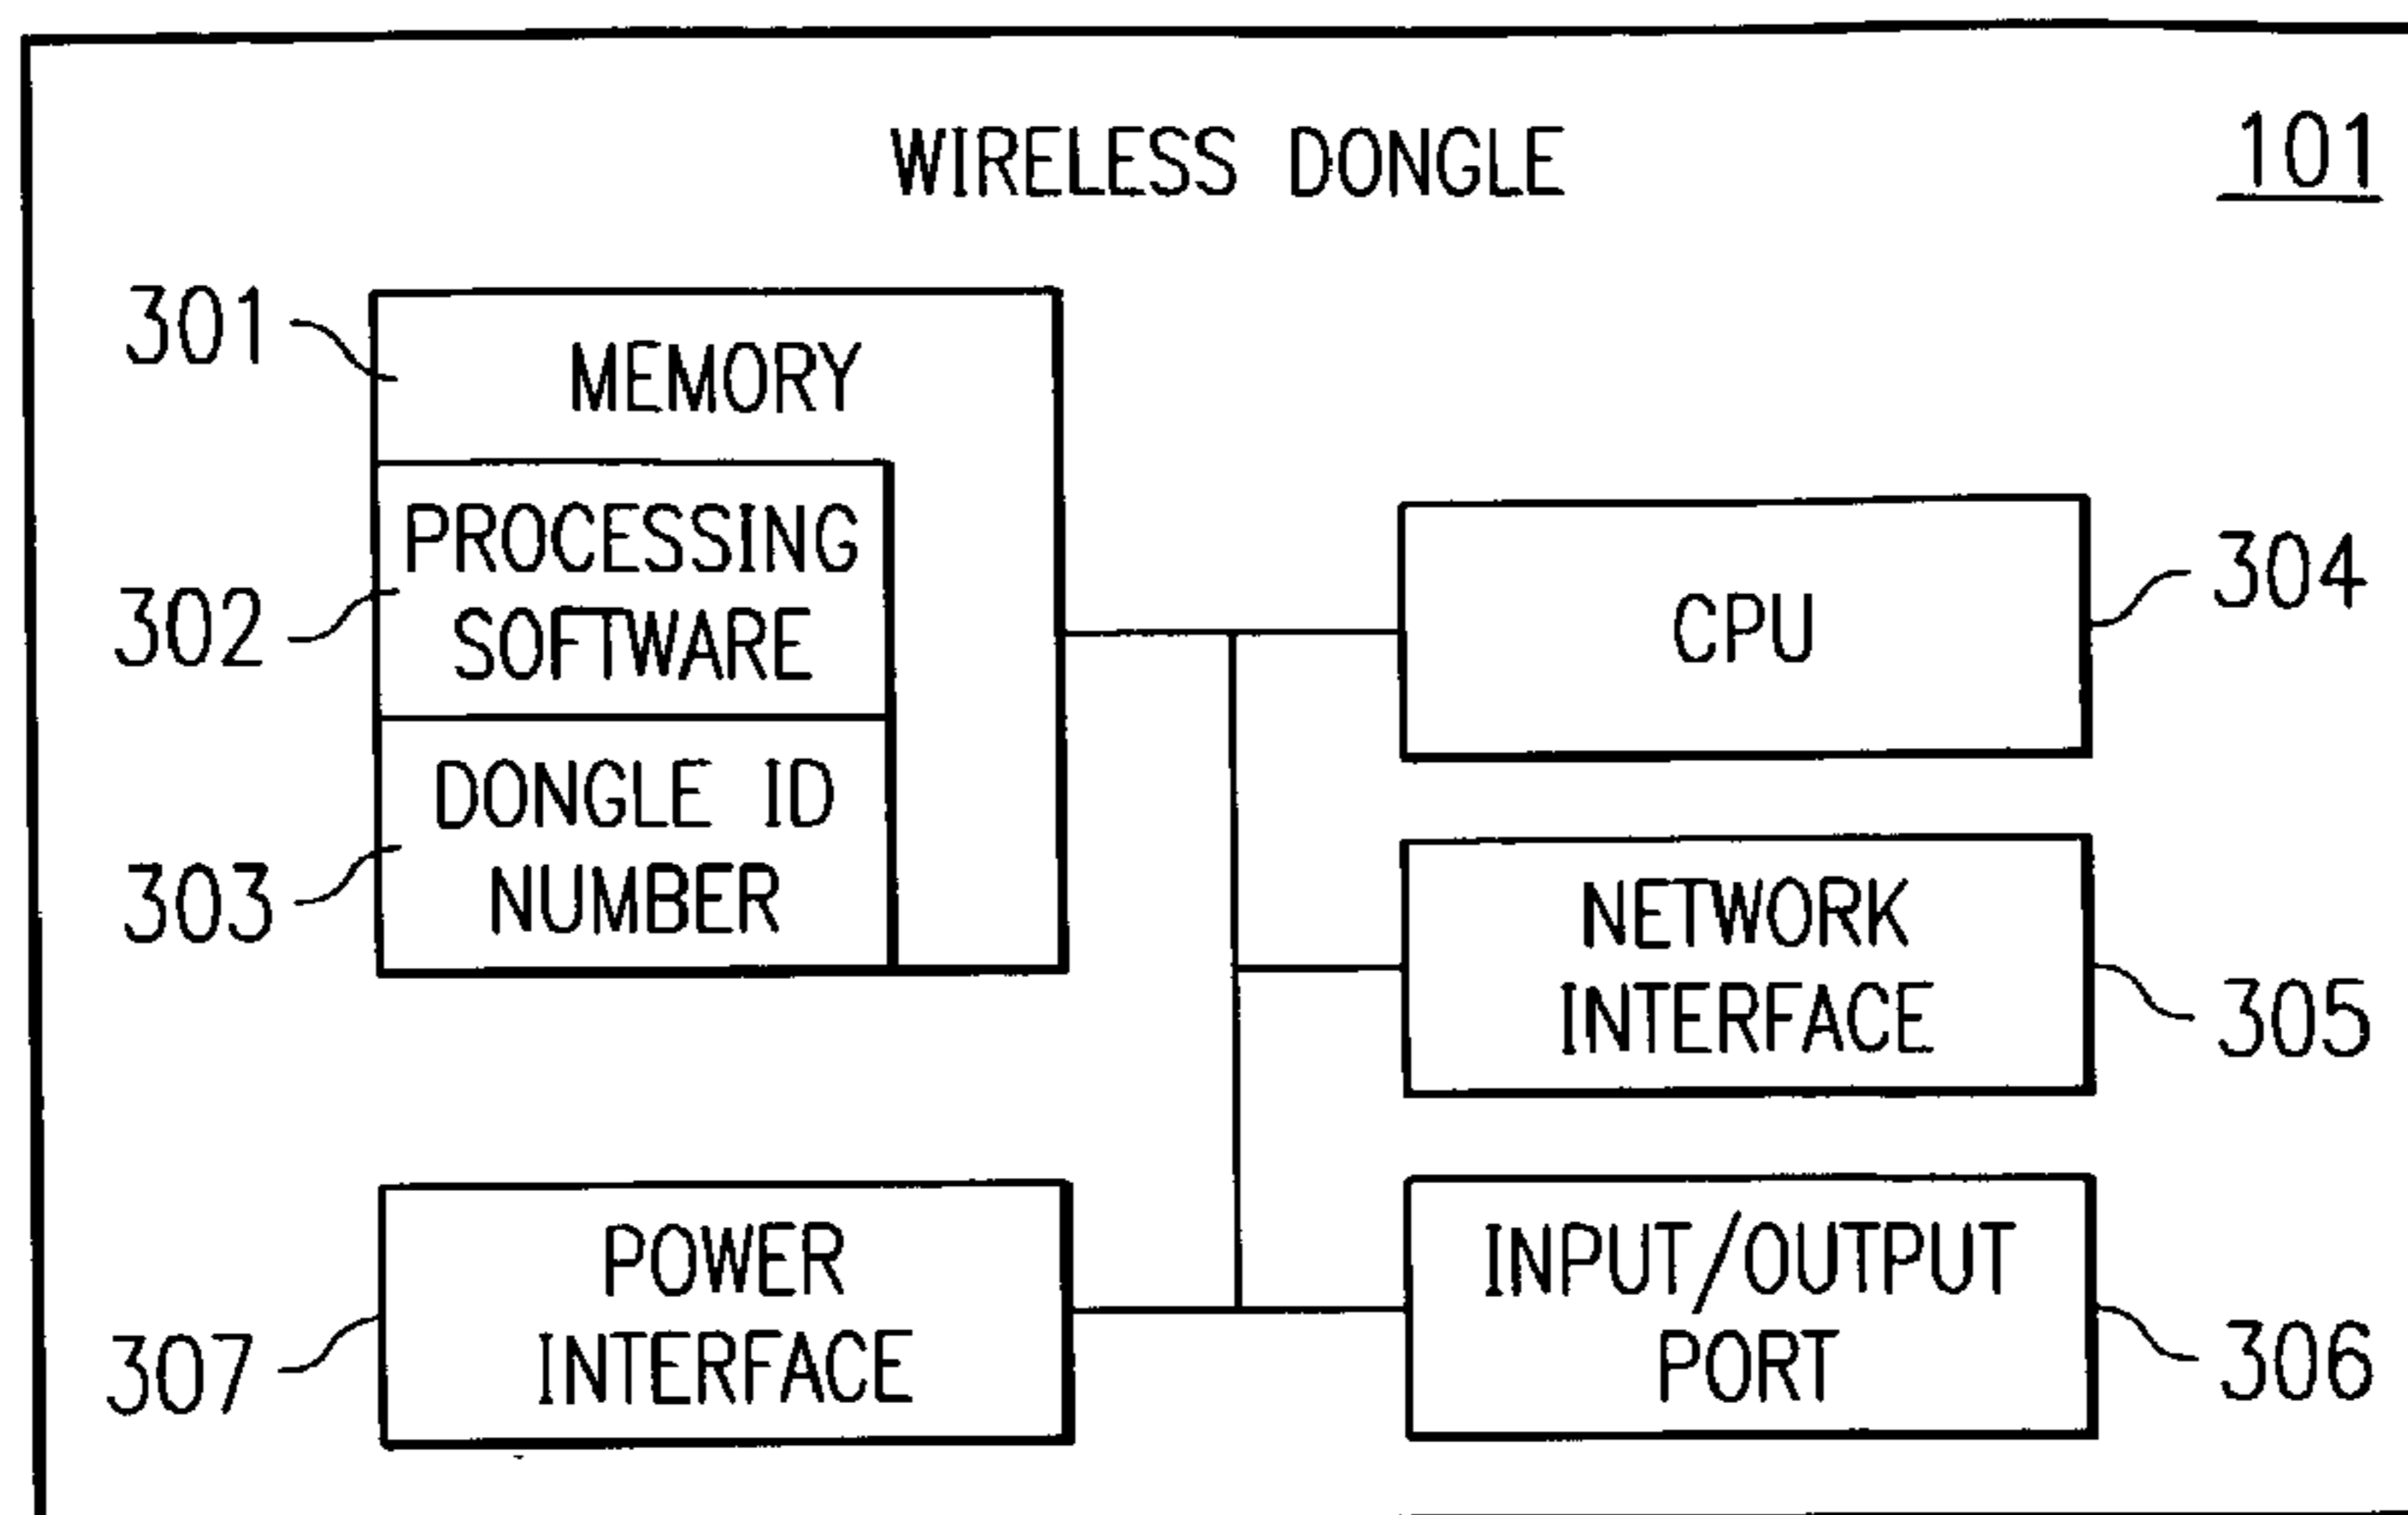 WIRELESS DONGLE
101
301
MEMORY
302
PROCESSING
SOFTWARE
303
DONGLE ID
NUMBER
CPU
304
NETWORK
INTERFACE
305
307
POWER
INTERFACE
INPUT/OUTPUT
PORT
306